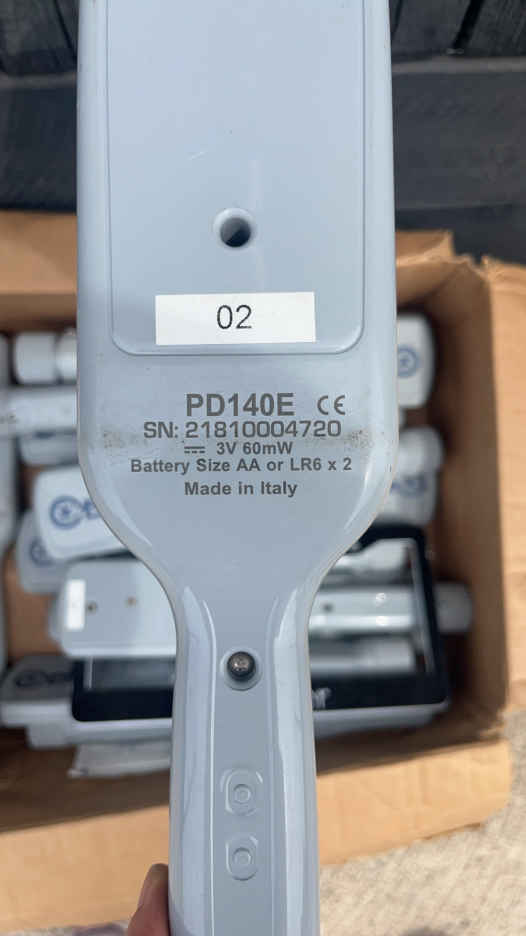 02
PD140E CE
SN: 21810004720
3V 60mW
Battery Size AA or LR6 x 2
Made in Italy